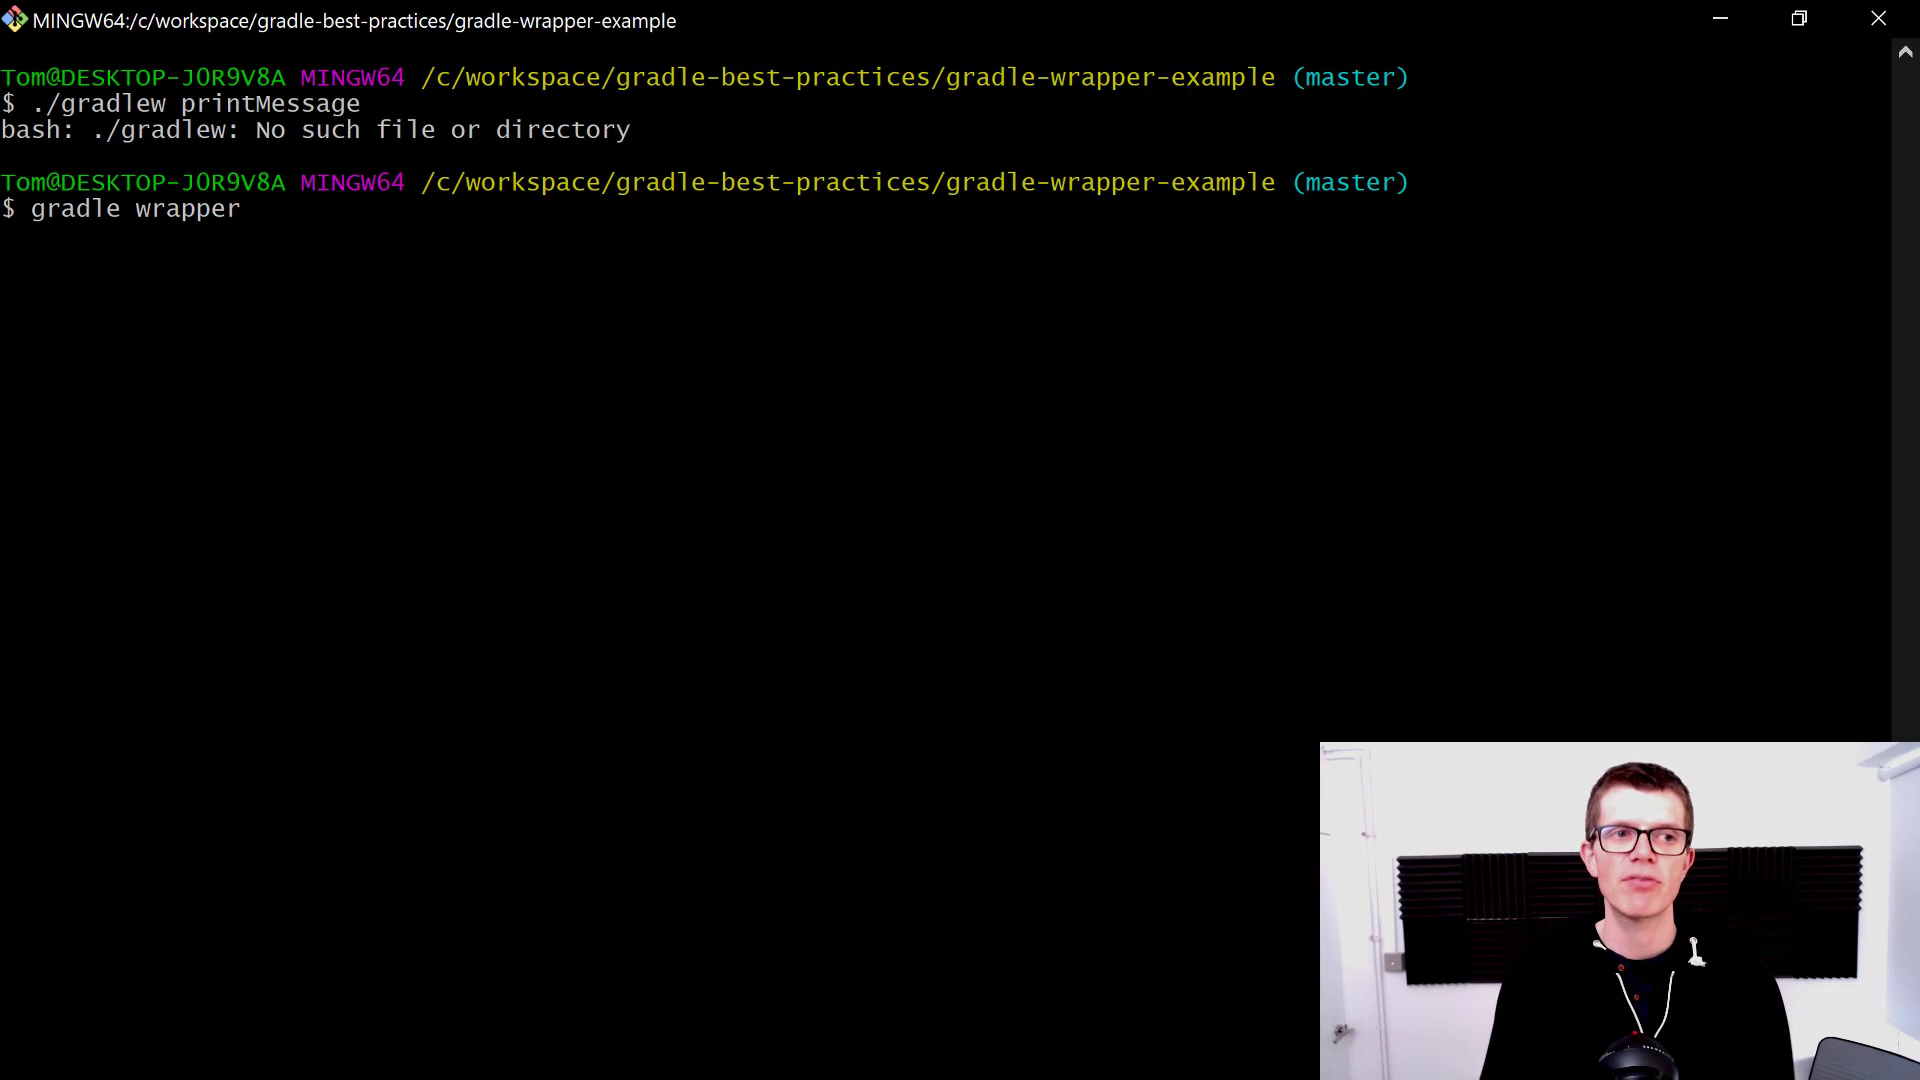 MINGW64:/c/workspace/gradle-best-practices/gradle-wrapper-example
Tom@DESKTOP-JOR9V8A MINGW64 /c/workspace/gradle-best-practices/gradle-wrapper-example (master)
$ ./gradlew printMessage
bash: ./gradlew: No such file or directory
Tom@DESKTOP-JOR9V8A MINGW64 /c/workspace/gradle-best-practices/gradle-wrapper-example (master)
$ gradle wrapper